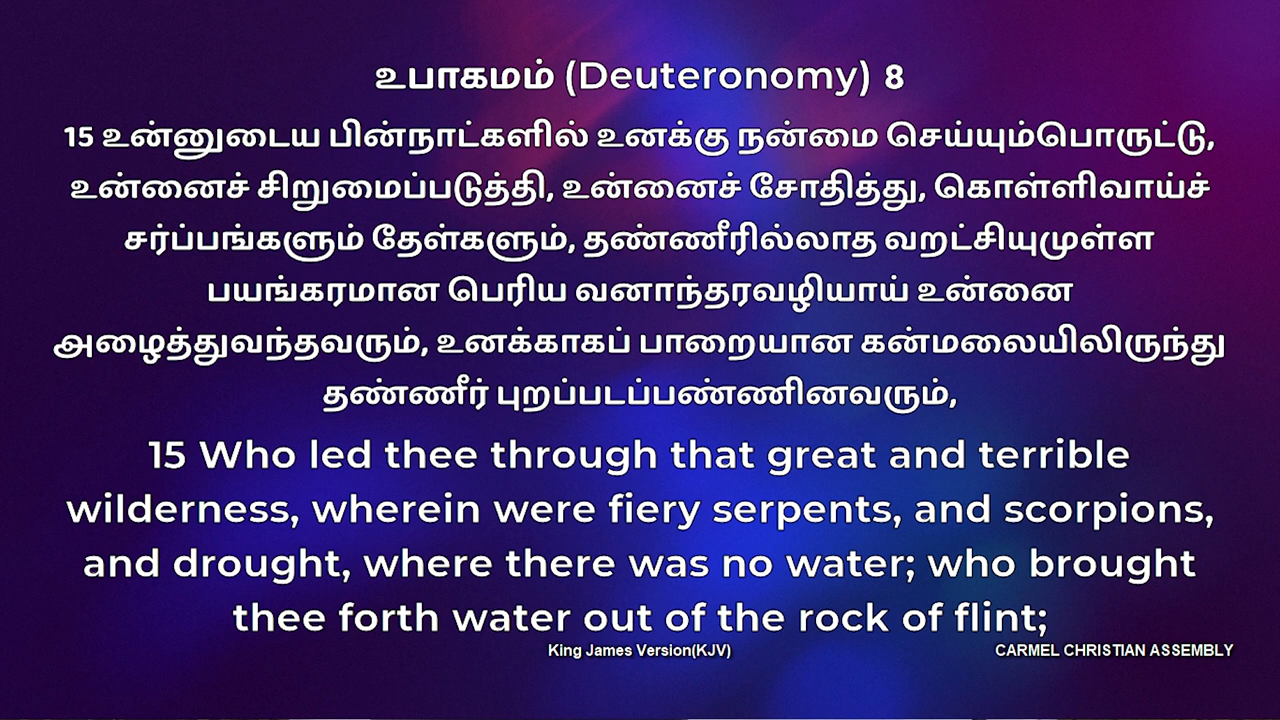 உபாகமம் (Deuteronomy) 8
15 உன்னுடைய பின்நாட்களில் உனக்கு நன்மை செய்யும்பொருட்டு,
உன்னைச் சிறுமைப்படுத்தி, உன்னைச் சோதித்து, கொள்ளிவாய்ச்
சர்ப்பங்களும் தேள்களும், தண்ணீரில்லாத வறட்சியுமுள்ள
பயங்கரமான பெரிய வனாந்தரவழியாய் உன்னை
அழைத்துவந்தவரும், உனக்காகப் பாறையான கன்மலையிலிருந்து
தண்ணீர் புறப்படப்பண்ணினவரும்,
15 Who led thee through that great and terrible
wilderness, wherein were fiery serpents, and scorpions,
and drought, where there was no water; who brought
thee forth water out of the rock of flint;
King James Version(KJV)
CARMEL CHRISTIAN ASSEMBLY